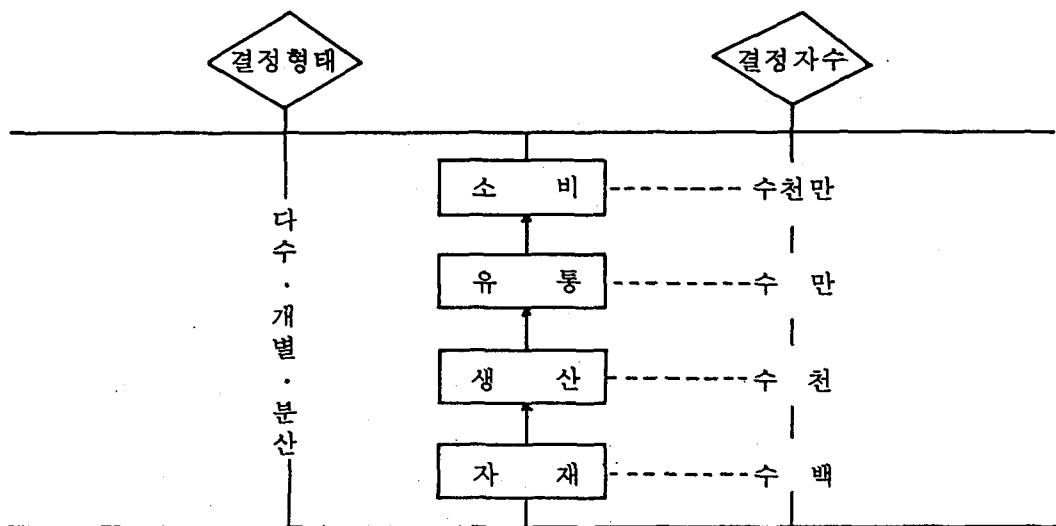 결정형태
결정자수
소 비
수천만
다수·개별·분산
유 통
수 만
생 산
수 천
자 재
수 백